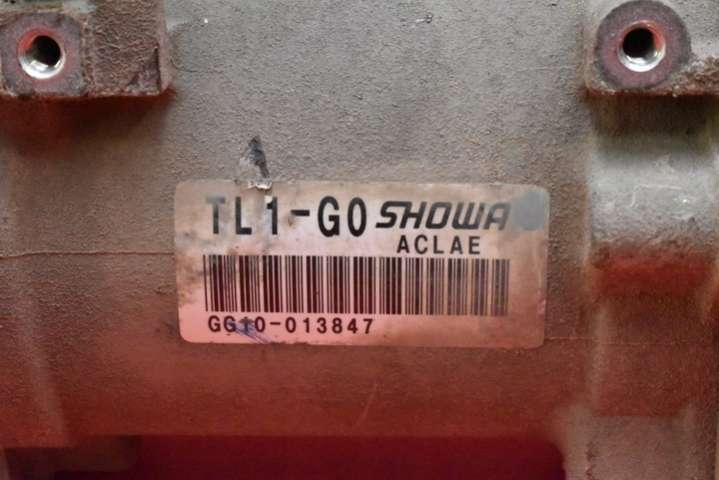 TL1-G0 SHOWA
ACLAE
GG10-013847